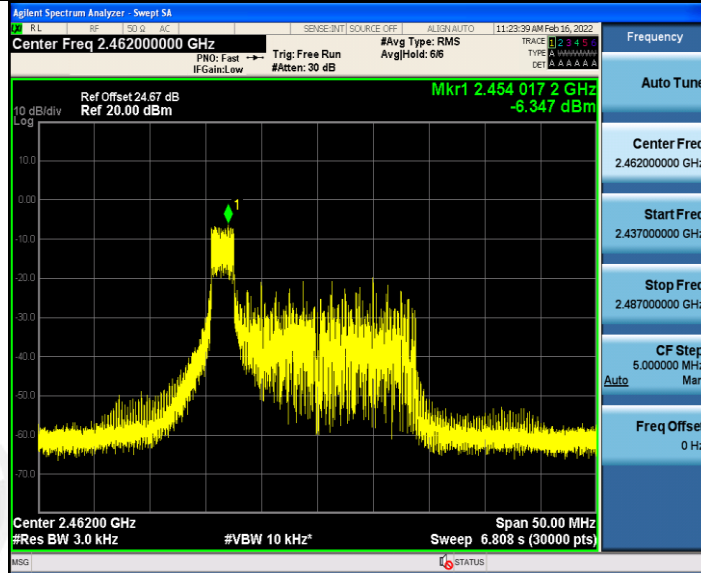 Agilent Spectrum Analyzer - Swept SA
RL RF 50 Ω AC SENSE:INT SOURCE OFF ALIGN AUTO 11:23:39 AM Feb 16, 2022
Center Freq 2.462000000 GHz
PNO: Fast
IFGain:Low
Trig: Free Run
#Atten: 30 dB
#Avg Type: RMS
Avg|Hold: 6/6
TRACE 1 2 3 4 5 6
TYPE A
DET A A A A A A
Ref Offset 24.67 dB
Ref 20.00 dBm
Mkr1 2.454 017 2 GHz
-6.347 dBm
10 dB/div
Log
10.0
0.00
-10.0
-20.0
-30.0
-40.0
-50.0
-60.0
-70.0
1
Center 2.46200 GHz
Span 50.00 MHz
#Res BW 3.0 kHz
#VBW 10 kHz*
Sweep 6.808 s (30000 pts)
MSG
STATUS
Frequency
Auto Tune
Center Freq
2.462000000 GHz
Start Freq
2.437000000 GHz
Stop Freq
2.487000000 GHz
CF Step
5.000000 MHz
Auto Man
Freq Offset
0 Hz